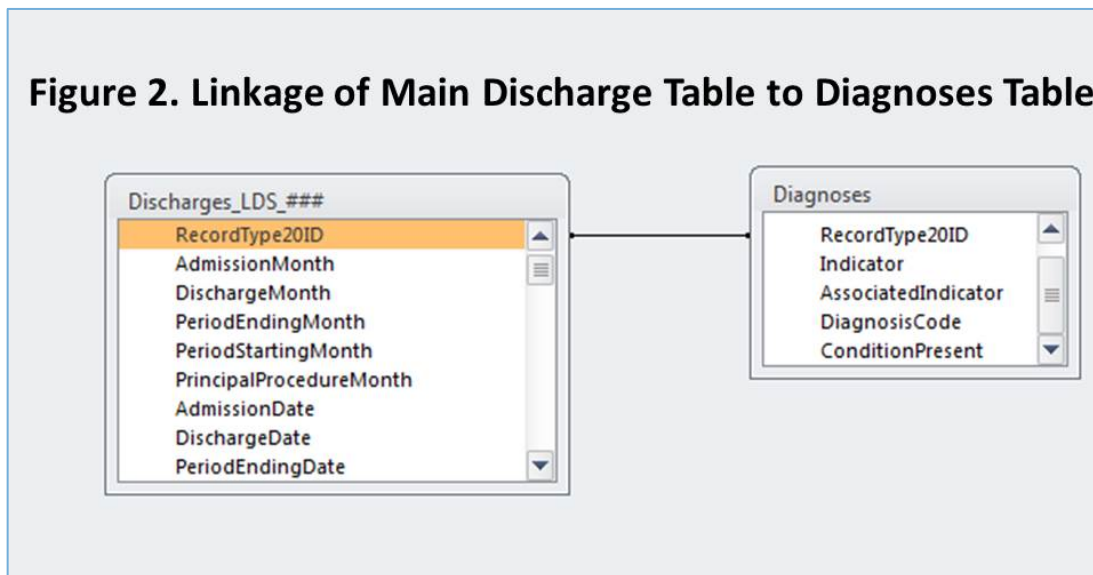 Figure 2. Linkage of Main Discharge Table to Diagnoses Table
Discharges_LDS_###
RecordType20ID
AdmissionMonth
DischargeMonth
PeriodEndingMonth
PeriodStartingMonth
PrincipalProcedureMonth
AdmissionDate
DischargeDate
PeriodEndingDate
Diagnoses
RecordType20ID
Indicator
AssociatedIndicator
DiagnosisCode
ConditionPresent